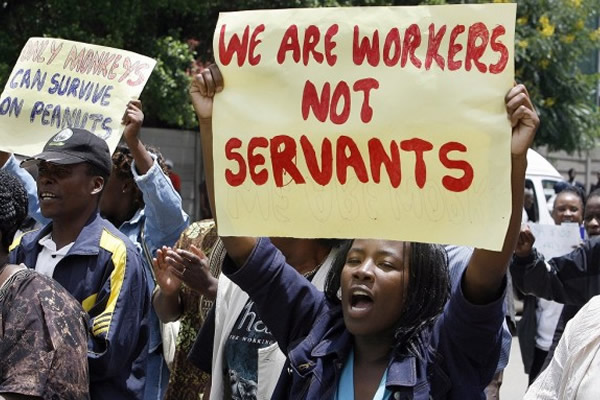 ONLY MONKEYS
CAN SURVIVE
ON PEANUTS
WE ARE WORKERS
NOT
SERVANTS